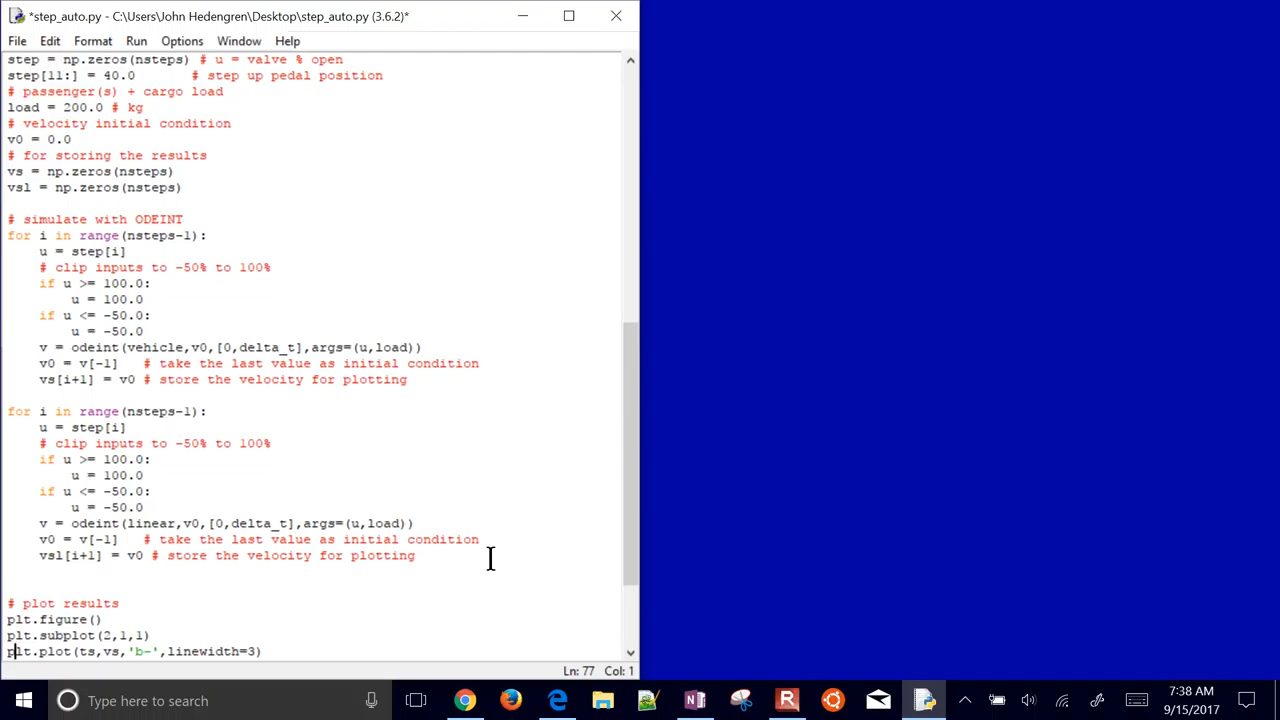 *step_auto.py - C:\Users\John Hedengren\Desktop\step_auto.py (3.6.2)*
File Edit Format Run Options Window Help
step = np.zeros(nsteps) # u = valve % open
step[11:] = 40.0       # step up pedal position
# passenger(s) + cargo load
load = 200.0 # kg
# velocity initial condition
v0 = 0.0
# for storing the results
vs = np.zeros(nsteps)
vsl = np.zeros(nsteps)
# simulate with ODEINT
for i in range(nsteps-1):
    u = step[i]
    # clip inputs to -50% to 100%
    if u >= 100.0:
        u = 100.0
    if u <= -50.0:
        u = -50.0
    v = odeint(vehicle,v0,[0,delta_t],args=(u,load))
    v0 = v[-1]   # take the last value as initial condition
    vs[i+1] = v0 # store the velocity for plotting
for i in range(nsteps-1):
    u = step[i]
    # clip inputs to -50% to 100%
    if u >= 100.0:
        u = 100.0
    if u <= -50.0:
        u = -50.0
    v = odeint(linear,v0,[0,delta_t],args=(u,load))
    v0 = v[-1]   # take the last value as initial condition
    vsl[i+1] = v0 # store the velocity for plotting
# plot results
plt.figure()
plt.subplot(2,1,1)
plt.plot(ts,vs,'b-',linewidth=3)
Ln: 77 Col: 1
Type here to search
7:38 AM
9/15/2017